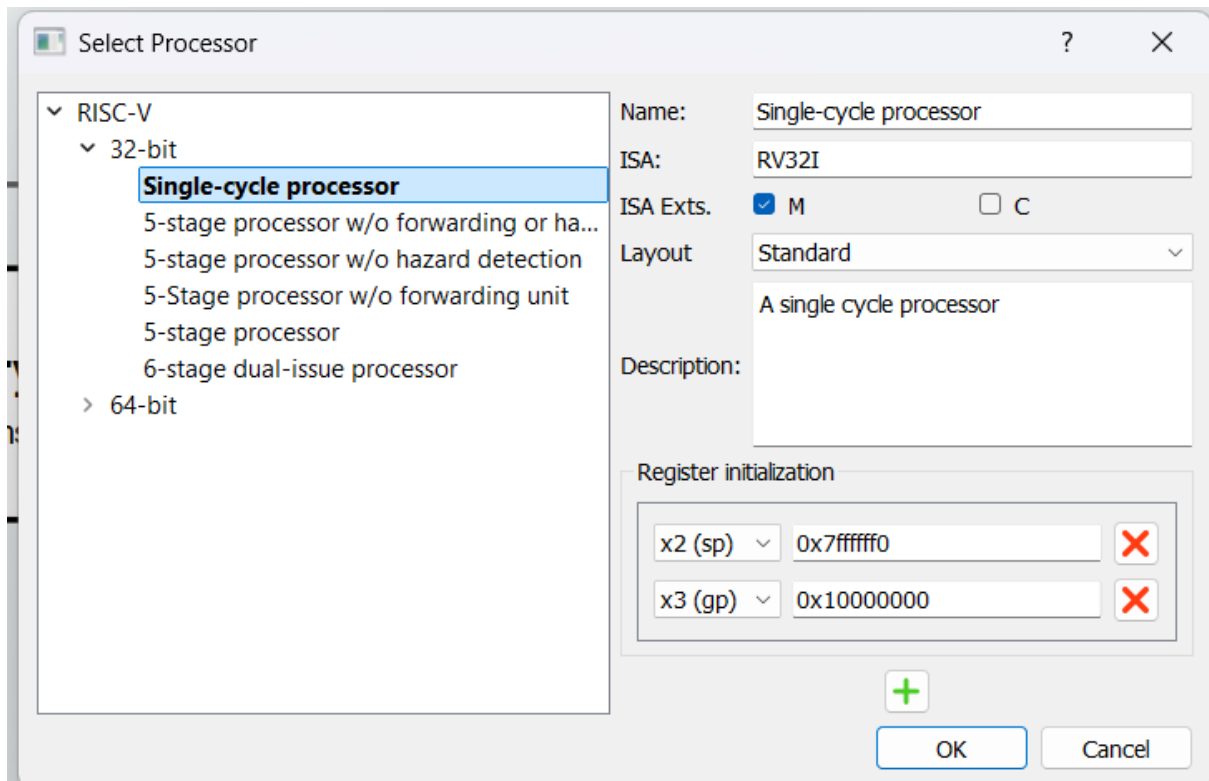 Select Processor
?
RISC-V
32-bit
Single-cycle processor
5-stage processor w/o forwarding or ha...
5-stage processor w/o hazard detection
5-Stage processor w/o forwarding unit
5-stage processor
6-stage dual-issue processor
64-bit
Name: Single-cycle processor
ISA: RV32I
ISA Exts. M C
Layout Standard
Description: A single cycle processor
Register initialization
x2 (sp) 0x7ffffff0
x3 (gp) 0x10000000
OK Cancel